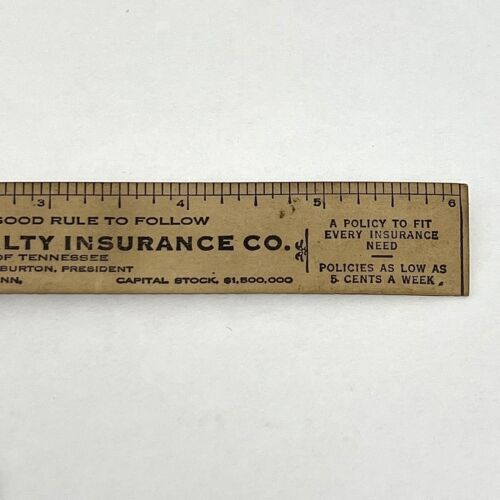 3 4 5 6
GOOD RULE TO FOLLOW
ALTY INSURANCE CO.
OF TENNESSEE
BURTON, PRESIDENT
NN, CAPITAL STOCK, $1,500,000
A POLICY TO FIT
EVERY INSURANCE
NEED
POLICIES AS LOW AS
5 CENTS A WEEK